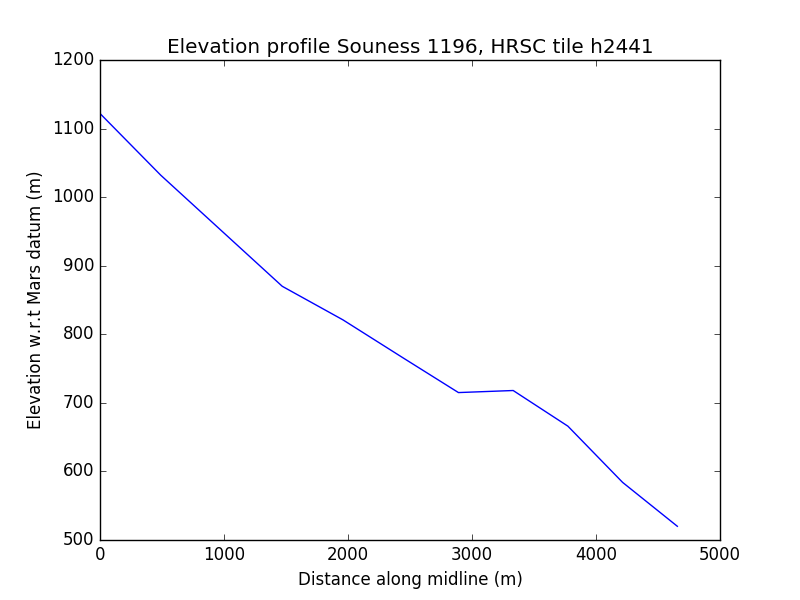 Elevation profile Souness 1196, HRSC tile h2441
1200
1100
1000
900
800
700
600
500
Elevation w.r.t Mars datum (m)
0 1000 2000 3000 4000 5000
Distance along midline (m)